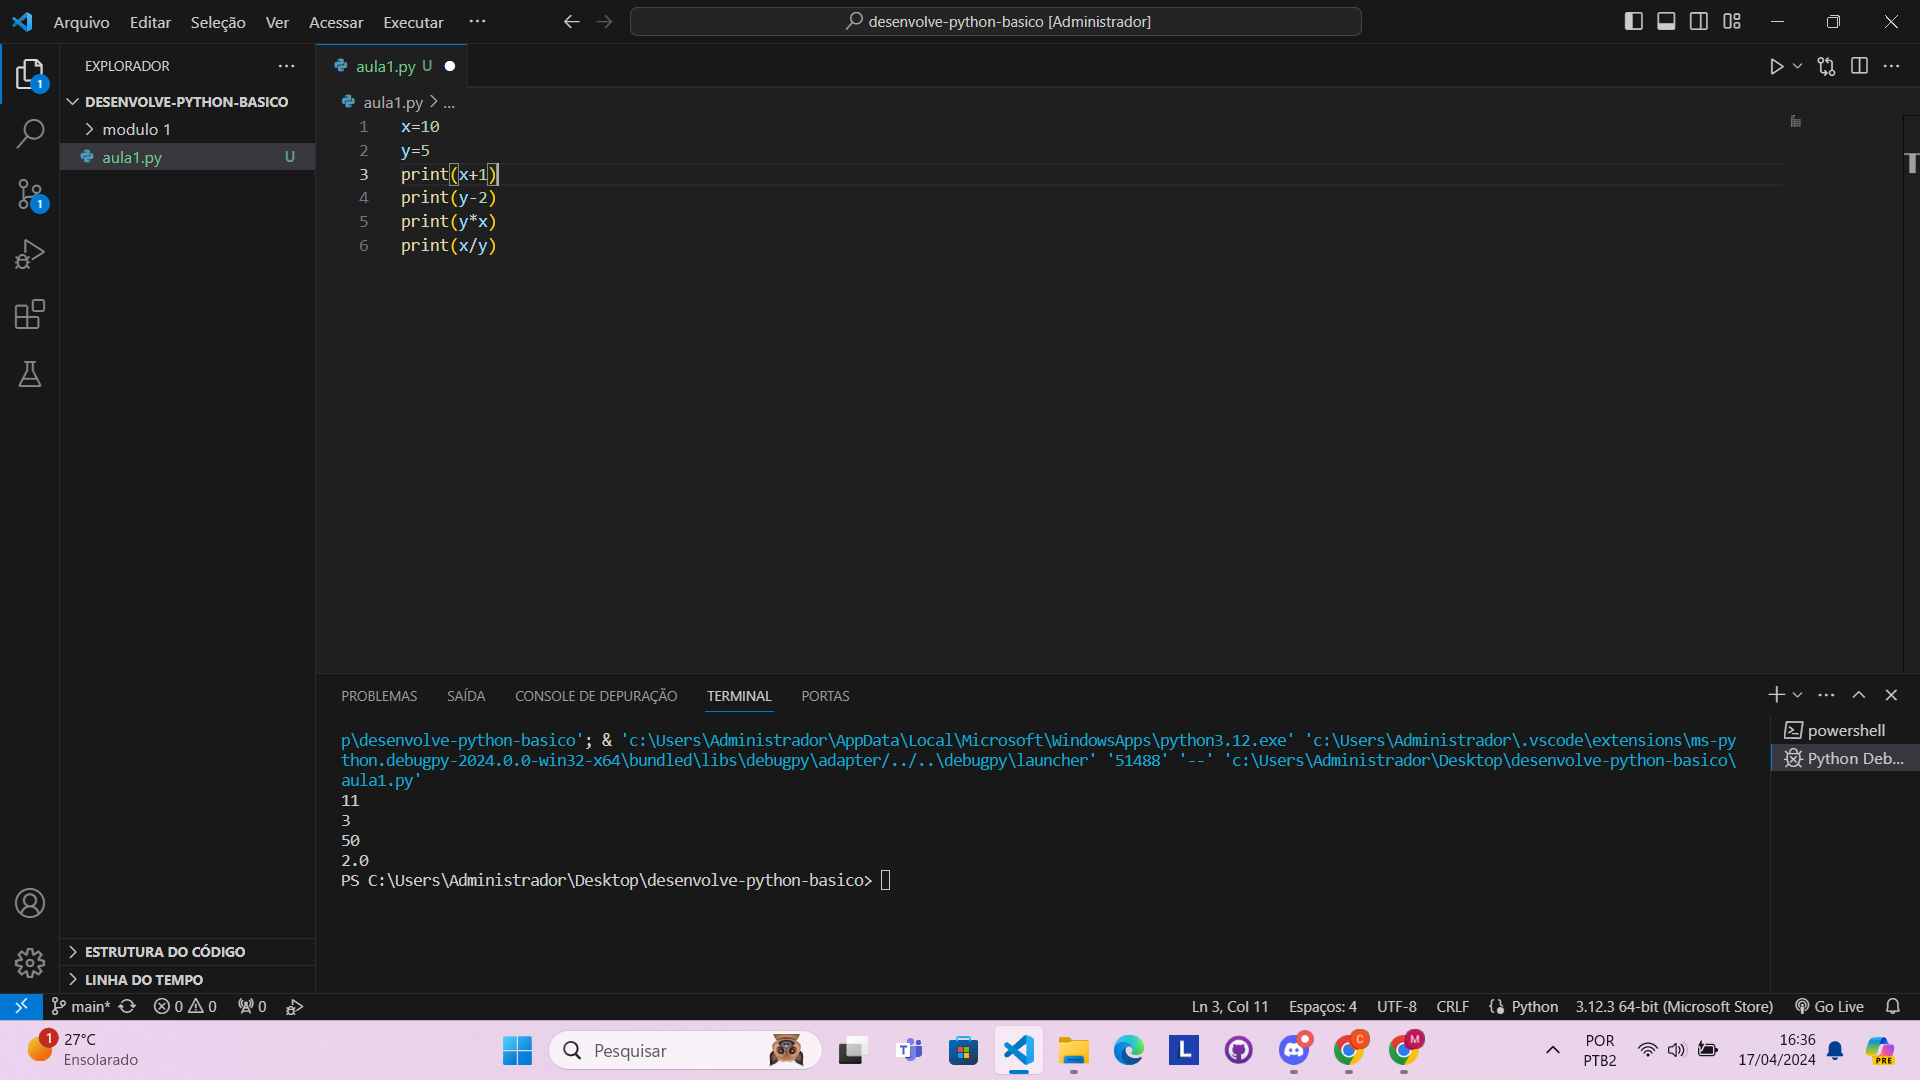 Arquivo Editar Seleção Ver Acessar Executar ···
desenvolve-python-basico [Administrador]
EXPLORADOR ···
1
DESENVOLVE-PYTHON-BASICO
modulo 1
aula1.py U
1
aula1.py U
aula1.py > ...
1 x=10
2 y=5
3 print(x+1)
4 print(y-2)
5 print(y*x)
6 print(x/y)
PROBLEMAS SAÍDA CONSOLE DE DEPURAÇÃO TERMINAL PORTAS
p\desenvolve-python-basico'; & 'c:\Users\Administrador\AppData\Local\Microsoft\WindowsApps\python3.12.exe' 'c:\Users\Administrador\.vscode\extensions\ms-py
thon.debugpy-2024.0.0-win32-x64\bundled\libs\debugpy\adapter/../..\debugpy\launcher' '51488' '--' 'c:\Users\Administrador\Desktop\desenvolve-python-basico\
aula1.py'
11
3
50
2.0
PS C:\Users\Administrador\Desktop\desenvolve-python-basico>
powershell
Python Deb...
ESTRUTURA DO CÓDIGO
LINHA DO TEMPO
main* 0 0 0 Ln 3, Col 11 Espaços: 4 UTF-8 CRLF Python 3.12.3 64-bit (Microsoft Store) Go Live
1 27°C
Ensolarado
Pesquisar
T
L
C
M
POR
PTB2
16:36
17/04/2024
PRE